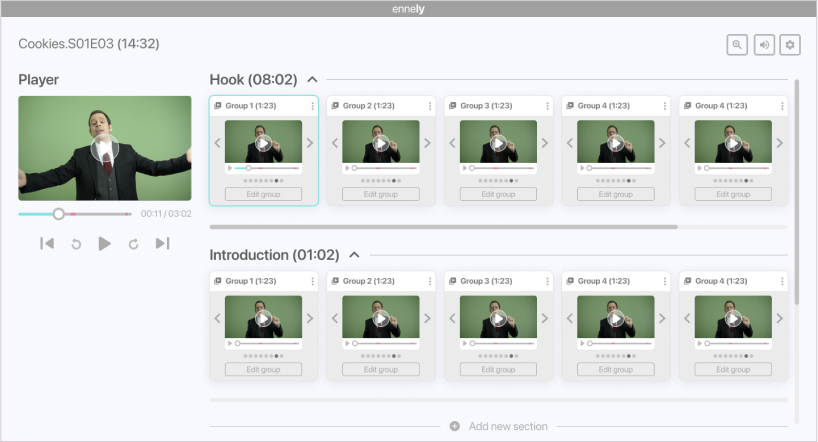 ennely
Cookies.S01E03 (14:32)
Player
00:11 / 03:02
Hook (08:02)
Group 1 (1:23)
Group 2 (1:23)
Group 3 (1:23)
Group 4 (1:23)
Group 4 (1:23)
Edit group
Edit group
Edit group
Edit group
Edit group
Introduction (01:02)
Group 1 (1:23)
Group 2 (1:23)
Group 3 (1:23)
Group 4 (1:23)
Group 4 (1:23)
Edit group
Edit group
Edit group
Edit group
Edit group
Add new section